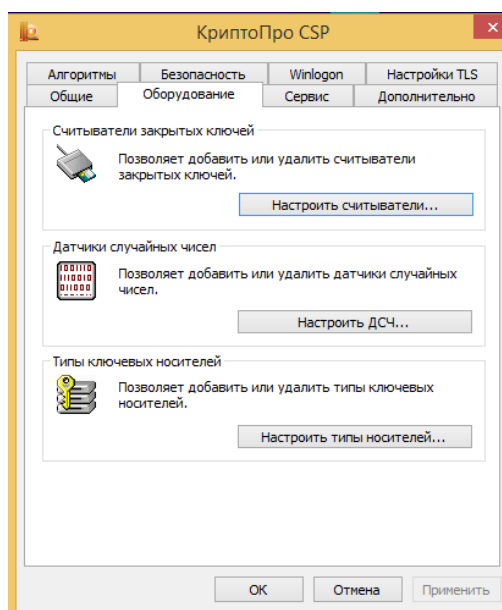 КриптоПро CSP
Алгоритмы Безопасность Winlogon Настройки TLS
Общие Оборудование Сервис Дополнительно
Считыватели закрытых ключей
Позволяет добавить или удалить считыватели
закрытых ключей.
Настроить считыватели...
Датчики случайных чисел
Позволяет добавить или удалить датчики случайных
чисел.
Настроить ДСЧ...
Типы ключевых носителей
Позволяет добавить или удалить типы ключевых
носителей.
Настроить типы носителей...
ОК Отмена Применить